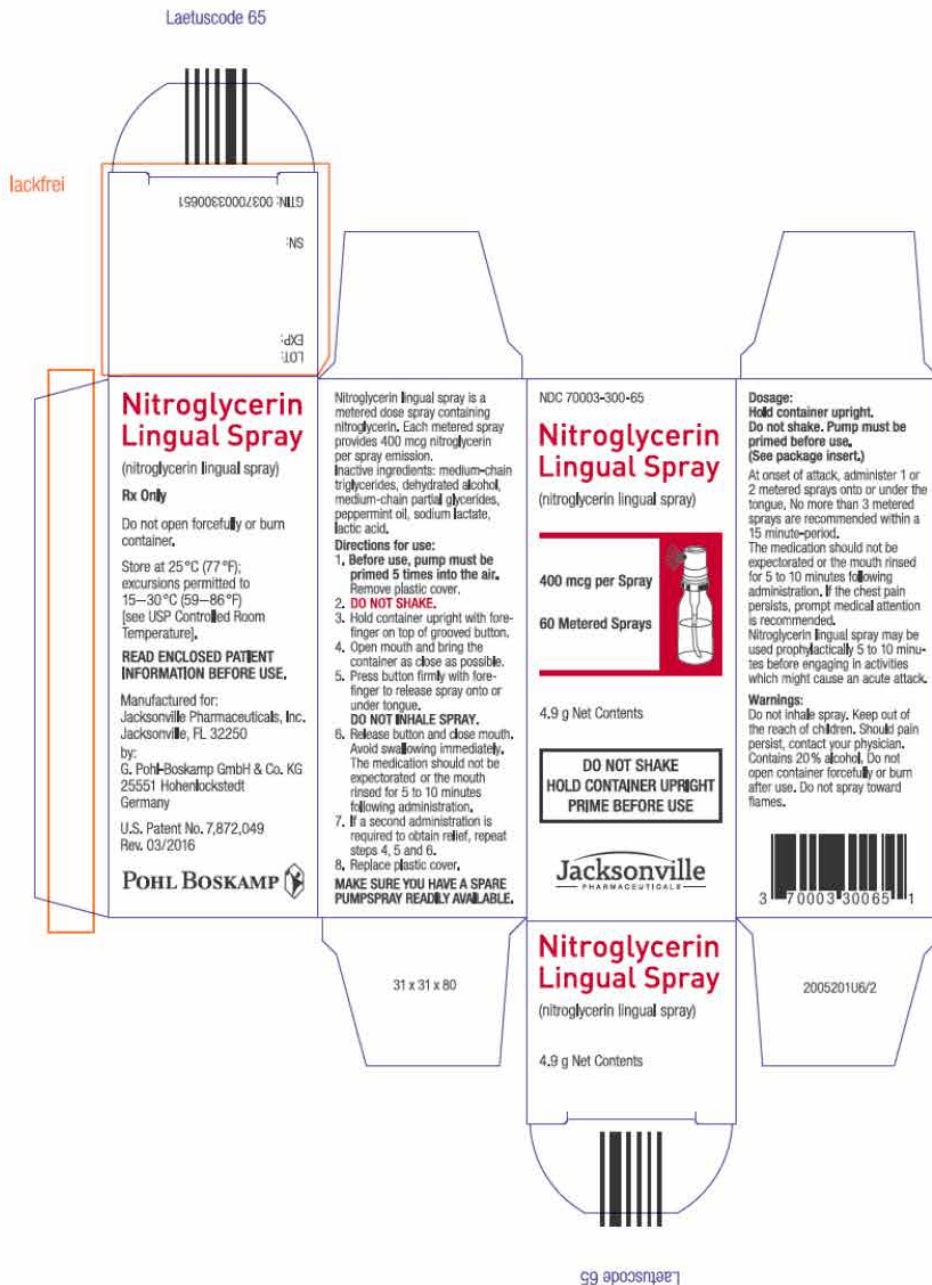 Laetuscode 65
lackfrei
GTIN: 00370003300651
SN:
EXP:
LOT:
Nitroglycerin
Lingual Spray
(nitroglycerin lingual spray)
Rx Only
Do not open forcefully or burn
container.
Store at 25°C (77°F);
excursions permitted to
15–30°C (59–86°F)
[see USP Controlled Room
Temperature].
READ ENCLOSED PATIENT
INFORMATION BEFORE USE.
Manufactured for:
Jacksonville Pharmaceuticals, Inc.
Jacksonville, FL 32250
by:
G. Pohl-Boskamp GmbH & Co. KG
25551 Hohenlockstedt
Germany
U.S. Patent No. 7,872,049
Rev. 03/2016
POHL BOSKAMP
Nitroglycerin lingual spray is a
metered dose spray containing
nitroglycerin. Each metered spray
provides 400 mcg nitroglycerin
per spray emission.
Inactive ingredients: medium-chain
triglycerides, dehydrated alcohol,
medium-chain partial glycerides,
peppermint oil, sodium lactate,
lactic acid.
Directions for use:
1. Before use, pump must be
primed 5 times into the air.
Remove plastic cover.
2. DO NOT SHAKE.
3. Hold container upright with fore-
finger on top of grooved button.
4. Open mouth and bring the
container as close as possible.
5. Press button firmly with fore-
finger to release spray onto or
under tongue.
DO NOT INHALE SPRAY.
6. Release button and close mouth.
Avoid swallowing immediately.
The medication should not be
expectorated or the mouth
rinsed for 5 to 10 minutes
following administration.
7. If a second administration is
required to obtain relief, repeat
steps 4, 5 and 6.
8. Replace plastic cover.
MAKE SURE YOU HAVE A SPARE
PUMPSPRAY READILY AVAILABLE.
31 x 31 x 80
NDC 70003-300-65
Nitroglycerin
Lingual Spray
(nitroglycerin lingual spray)
400 mcg per Spray
60 Metered Sprays
4.9 g Net Contents
DO NOT SHAKE
HOLD CONTAINER UPRIGHT
PRIME BEFORE USE
Jacksonville
PHARMACEUTICALS
Nitroglycerin
Lingual Spray
(nitroglycerin lingual spray)
4.9 g Net Contents
Dosage:
Hold container upright.
Do not shake. Pump must be
primed before use.
(See package insert.)
At onset of attack, administer 1 or
2 metered sprays onto or under the
tongue. No more than 3 metered
sprays are recommended within a
15 minute-period.
The medication should not be
expectorated or the mouth rinsed
for 5 to 10 minutes following
administration. If the chest pain
persists, prompt medical attention
is recommended.
Nitroglycerin lingual spray may be
used prophylactically 5 to 10 minu-
tes before engaging in activities
which might cause an acute attack.
Warnings:
Do not inhale spray. Keep out of
the reach of children. Should pain
persist, contact your physician.
Contains 20% alcohol. Do not
open container forcefully or burn
after use. Do not spray toward
flames.
3 70003 30065 1
2005201U6/2
Laetuscode 65